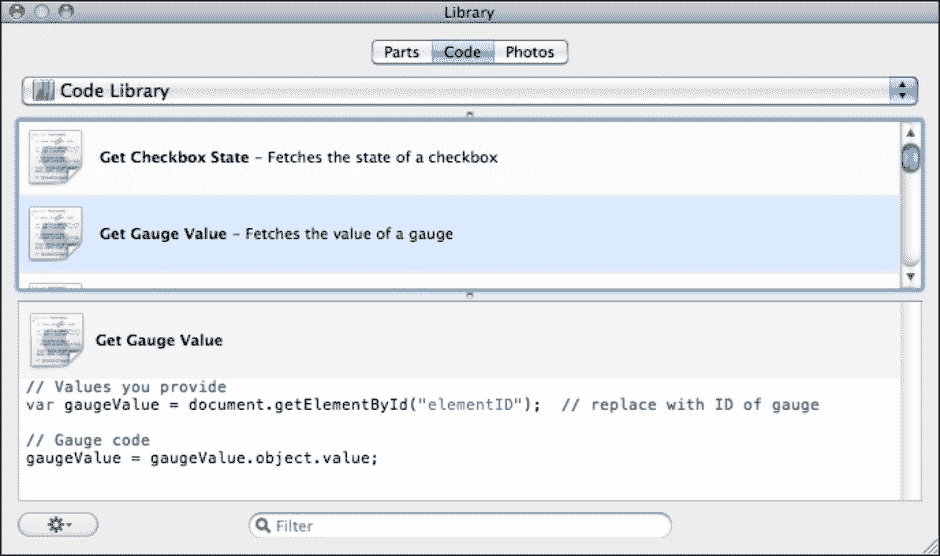 Library
Parts Code Photos
Code Library
Get Checkbox State – Fetches the state of a checkbox
Get Gauge Value – Fetches the value of a gauge
Get Gauge Value
// Values you provide
var gaugeValue = document.getElementById("elementID");  // replace with ID of gauge
// Gauge code
gaugeValue = gaugeValue.object.value;
Filter